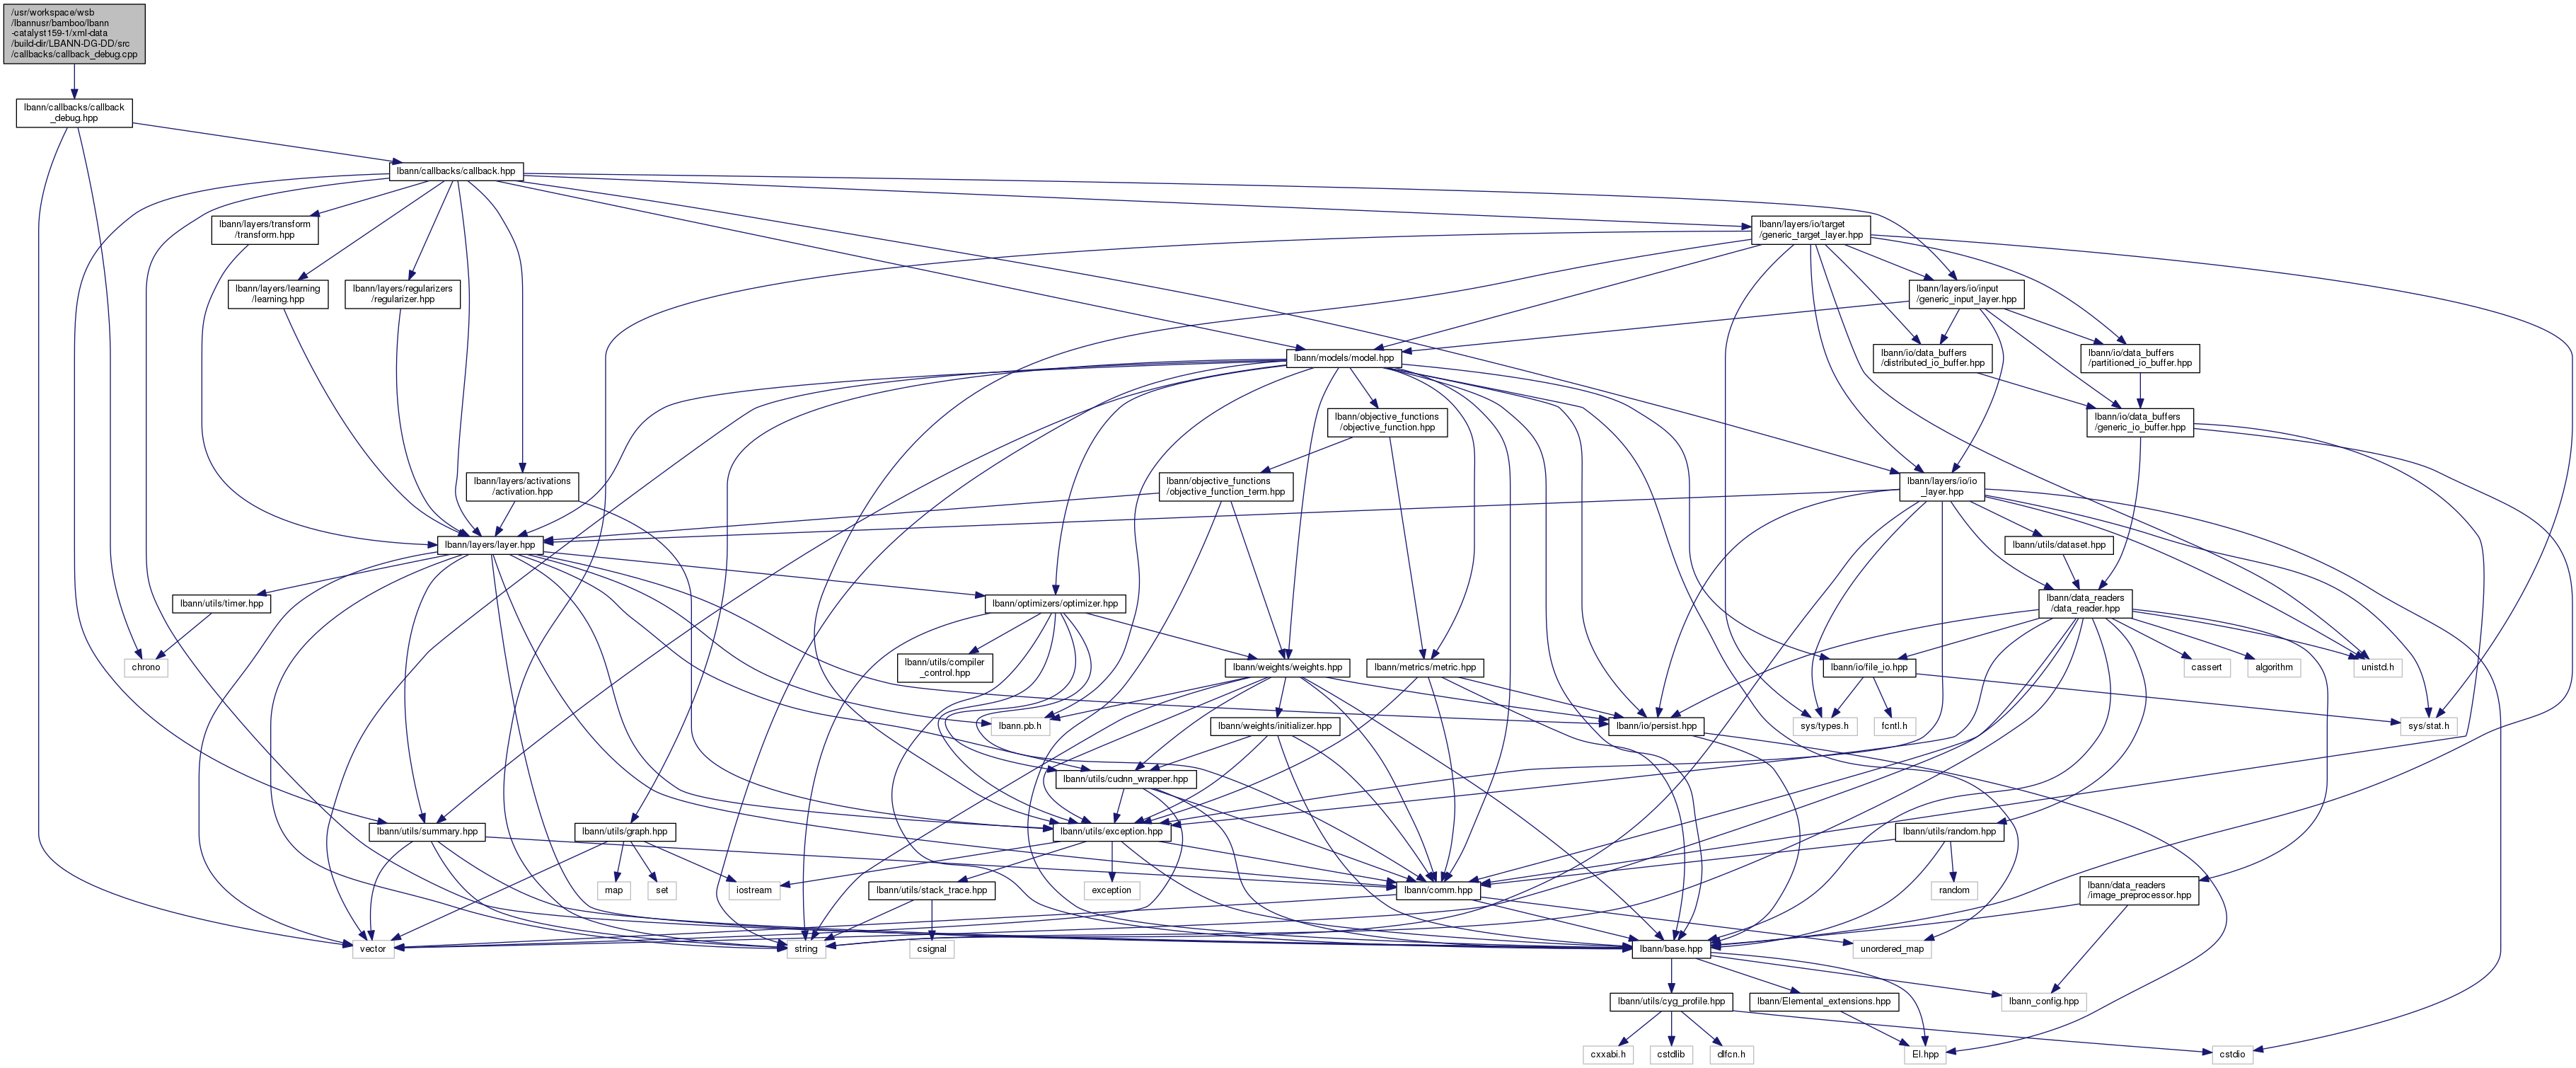 /usr/workspace/wsb
/lbannusr/bamboo/lbann
-catalyst159-1/xml-data
/build-dir/LBANN-DG-DD/src
/callbacks/callback_debug.cpp
lbann/callbacks/callback
_debug.hpp
lbann/callbacks/callback.hpp
lbann/layers/transform
/transform.hpp
lbann/layers/io/target
/generic_target_layer.hpp
lbann/layers/learning
/learning.hpp
lbann/layers/regularizers
/regularizer.hpp
lbann/layers/io/input
/generic_input_layer.hpp
lbann/models/model.hpp
lbann/io/data_buffers
/distributed_io_buffer.hpp
lbann/io/data_buffers
/partitioned_io_buffer.hpp
lbann/objective_functions
/objective_function.hpp
lbann/io/data_buffers
/generic_io_buffer.hpp
lbann/layers/activations
/activation.hpp
lbann/objective_functions
/objective_function_term.hpp
lbann/layers/io/io
_layer.hpp
lbann/layers/layer.hpp
lbann/utils/dataset.hpp
lbann/utils/timer.hpp
lbann/optimizers/optimizer.hpp
lbann/data_readers
/data_reader.hpp
chrono
lbann/utils/compiler
_control.hpp
lbann/weights/weights.hpp
lbann/metrics/metric.hpp
lbann/io/file_io.hpp
cassert
algorithm
unistd.h
lbann.pb.h
lbann/weights/initializer.hpp
lbann/io/persist.hpp
sys/types.h
fcntl.h
sys/stat.h
lbann/utils/cudnn_wrapper.hpp
lbann/utils/summary.hpp
lbann/utils/graph.hpp
lbann/utils/exception.hpp
lbann/utils/random.hpp
map
set
iostream
lbann/utils/stack_trace.hpp
exception
lbann/comm.hpp
random
lbann/data_readers
/image_preprocessor.hpp
vector
string
csignal
lbann/base.hpp
unordered_map
lbann/utils/cyg_profile.hpp
lbann/Elemental_extensions.hpp
lbann_config.hpp
cxxabi.h
cstdlib
dlfcn.h
El.hpp
cstdio